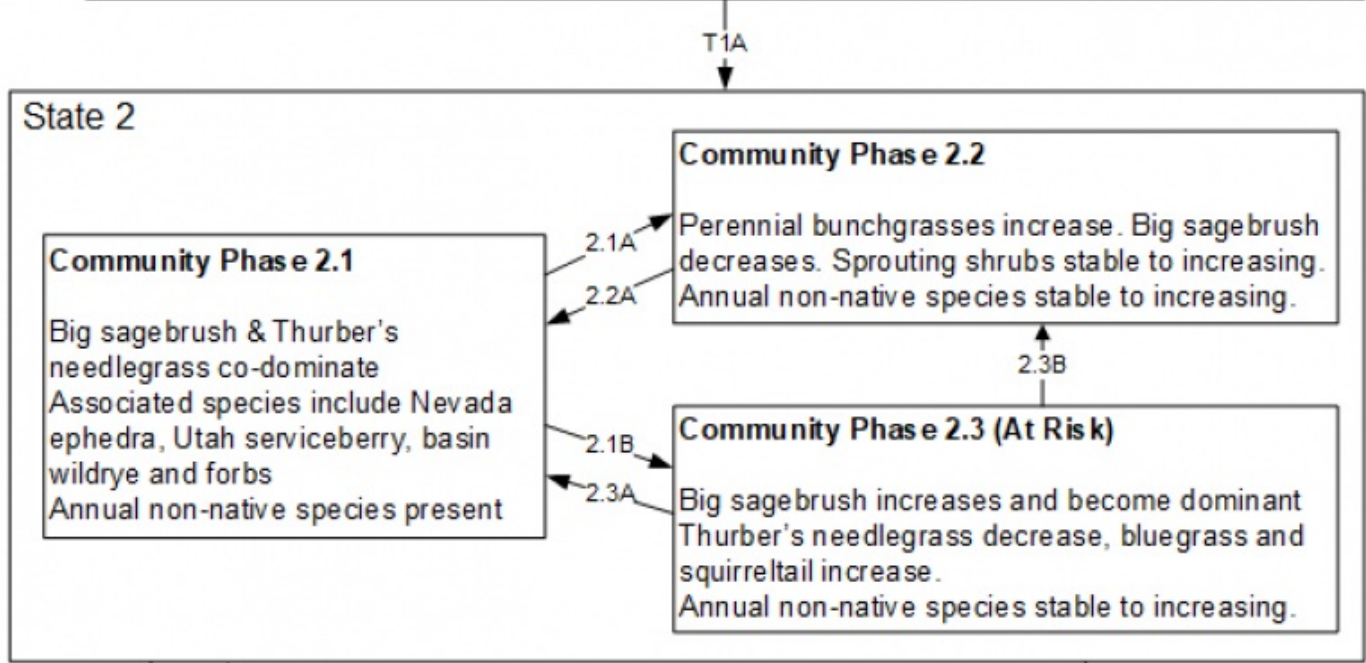 T1A
State 2
Community Phase 2.2
Perennial bunchgrasses increase. Big sagebrush
decreases. Sprouting shrubs stable to increasing.
Annual non-native species stable to increasing.
2.1A
2.2A
Community Phase 2.1
Big sagebrush & Thurber's
needlegrass co-dominate
Associated species include Nevada
ephedra, Utah serviceberry, basin
wildrye and forbs
Annual non-native species present
2.3B
2.1B
2.3A
Community Phase 2.3 (At Risk)
Big sagebrush increases and become dominant
Thurber's needlegrass decrease, bluegrass and
squirreltail increase.
Annual non-native species stable to increasing.